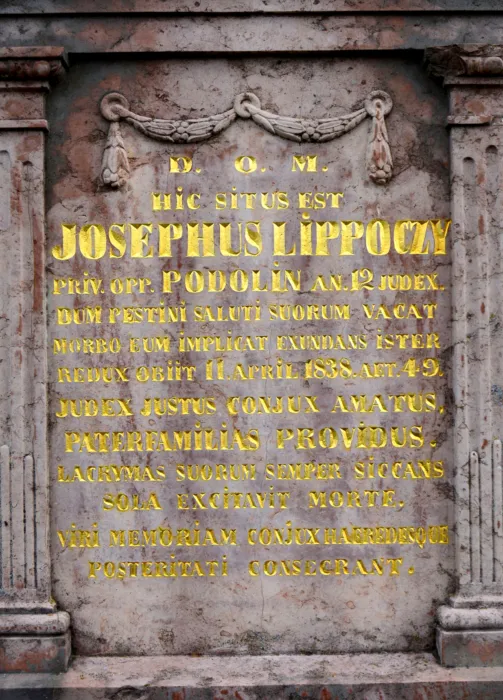 D. O. M.
HIC SITUS EST
JOSEPHUS LIPPOCZY
PRIV. OPP. PODOLIN AN. 12 JUDEX.
DUM PESTINI SALUTI SUORUM VACAT
MORBO EUM IMPLICAT EXUNDANS ISTER
REDUX OBIIT 11. APRIL 1838. AET. 49.
JUDEX JUSTUS CONJUX AMATUS,
PATERFAMILIAS PROVIDUS.
LACRYMAS SUORUM SEMPER SICCANS
SOLA EXCITAVIT MORTE,
VIRI MEMORIAM CONJUX HAEREDESQUE
POSTERITATI CONSECRANT.